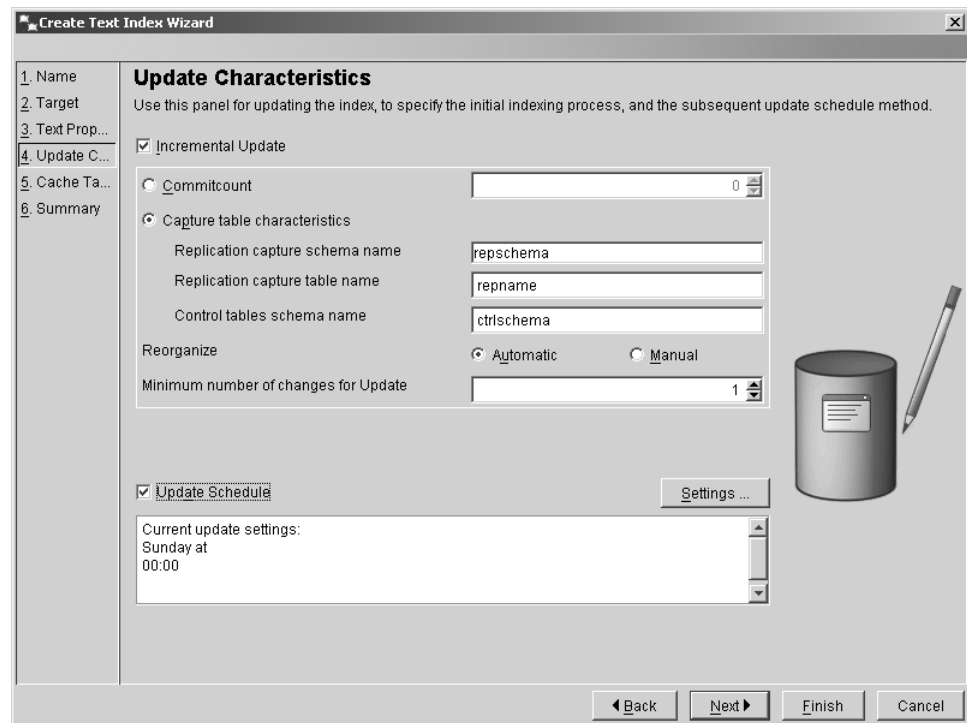 Create Text Index Wizard
1. Name
2. Target
3. Text Prop...
4. Update C...
5. Cache Ta...
6. Summary
Update Characteristics
Use this panel for updating the index, to specify the initial indexing process, and the subsequent update schedule method.
Incremental Update
Commitcount 0
Capture table characteristics
Replication capture schema name repschema
Replication capture table name repname
Control tables schema name ctrlschema
Reorganize Automatic Manual
Minimum number of changes for Update 1
Update Schedule Settings ...
Current update settings:
Sunday at
00:00
Back Next Finish Cancel